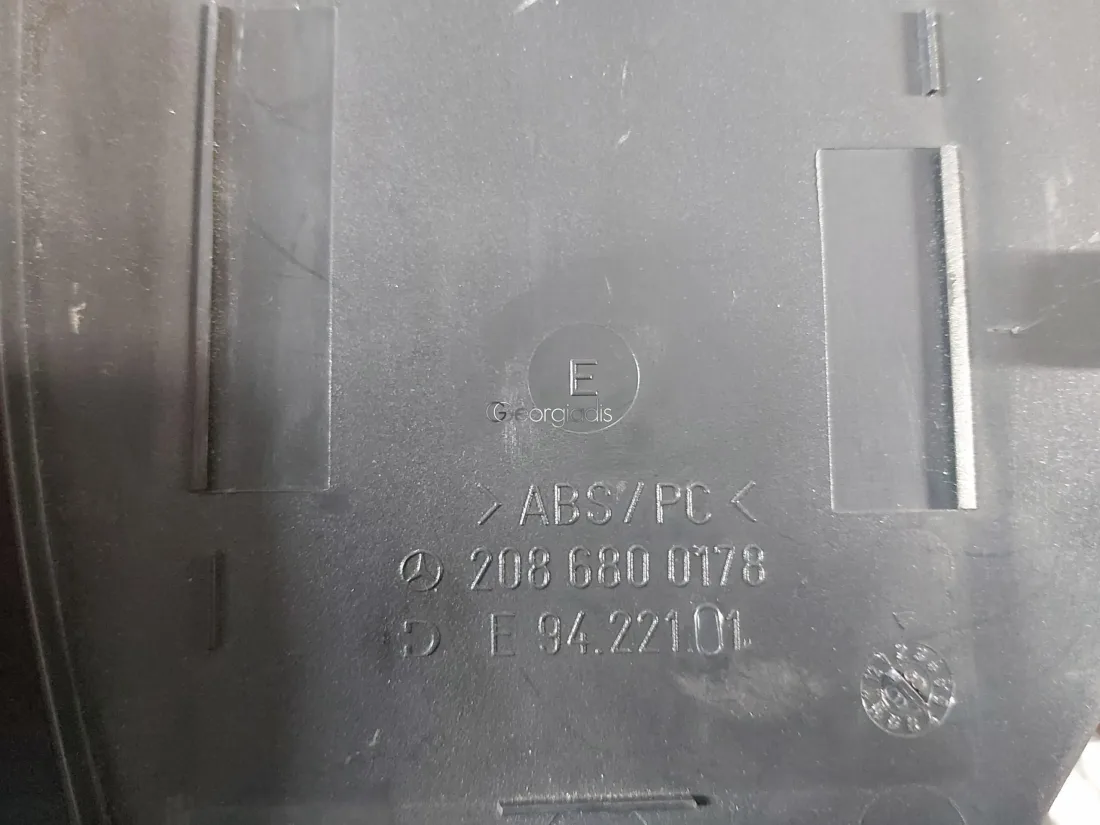 E
Georgiadis
>ABS/PC<
208 680 0178
E 94.221.01